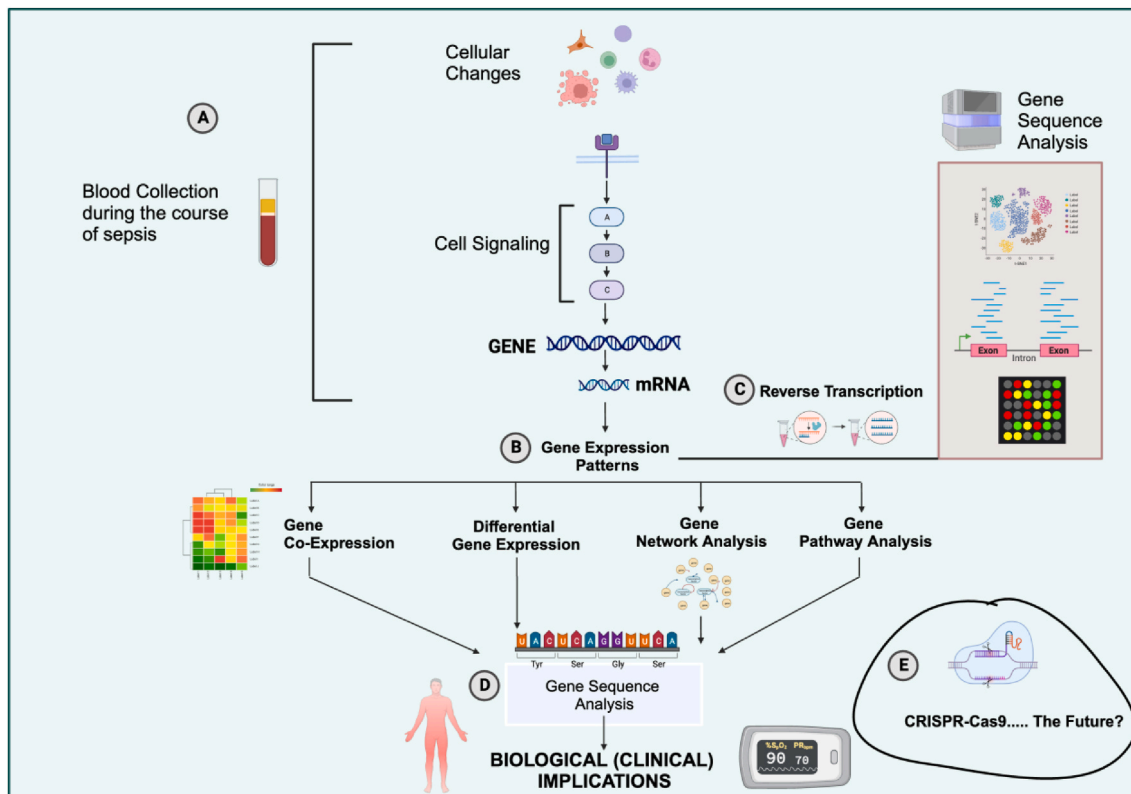 Cellular
Changes
A
Blood Collection
during the course
of sepsis
Gene
Sequence
Analysis
Cell Signaling
A
B
C
GENE
mRNA
Exon
Intron
Exon
C
Reverse Transcription
B
Gene Expression
Patterns
Gene
Co-Expression
Differential
Gene Expression
Gene
Network Analysis
Gene
Pathway Analysis
U A C U C A G G U U C A
Tyr Ser Gly Ser
D
Gene Sequence
Analysis
BIOLOGICAL (CLINICAL)
IMPLICATIONS
%SpO2 PRbpm
90 70
E
CRISPR-Cas9..... The Future?